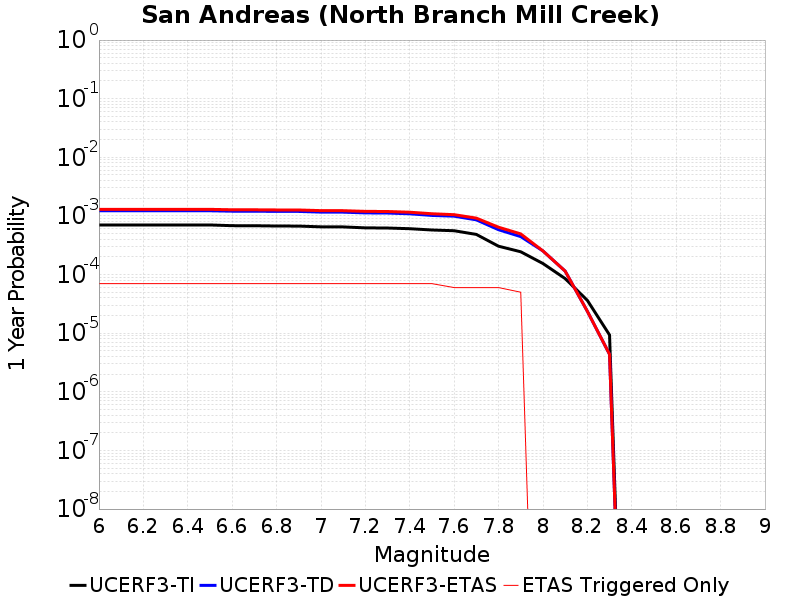 San Andreas (North Branch Mill Creek)
1 Year Probability
10^0
10^-1
10^-2
10^-3
10^-4
10^-5
10^-6
10^-7
10^-8
6 6.2 6.4 6.6 6.8 7 7.2 7.4 7.6 7.8 8 8.2 8.4 8.6 8.8 9
Magnitude
UCERF3-TI UCERF3-TD UCERF3-ETAS ETAS Triggered Only